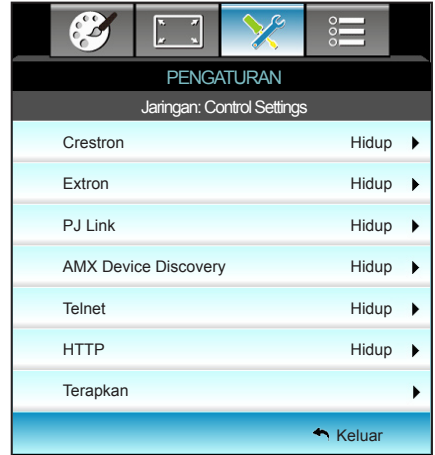 PENGATURAN
Jaringan: Control Settings
Crestron Hidup
Extron Hidup
PJ Link Hidup
AMX Device Discovery Hidup
Telnet Hidup
HTTP Hidup
Terapkan
Keluar